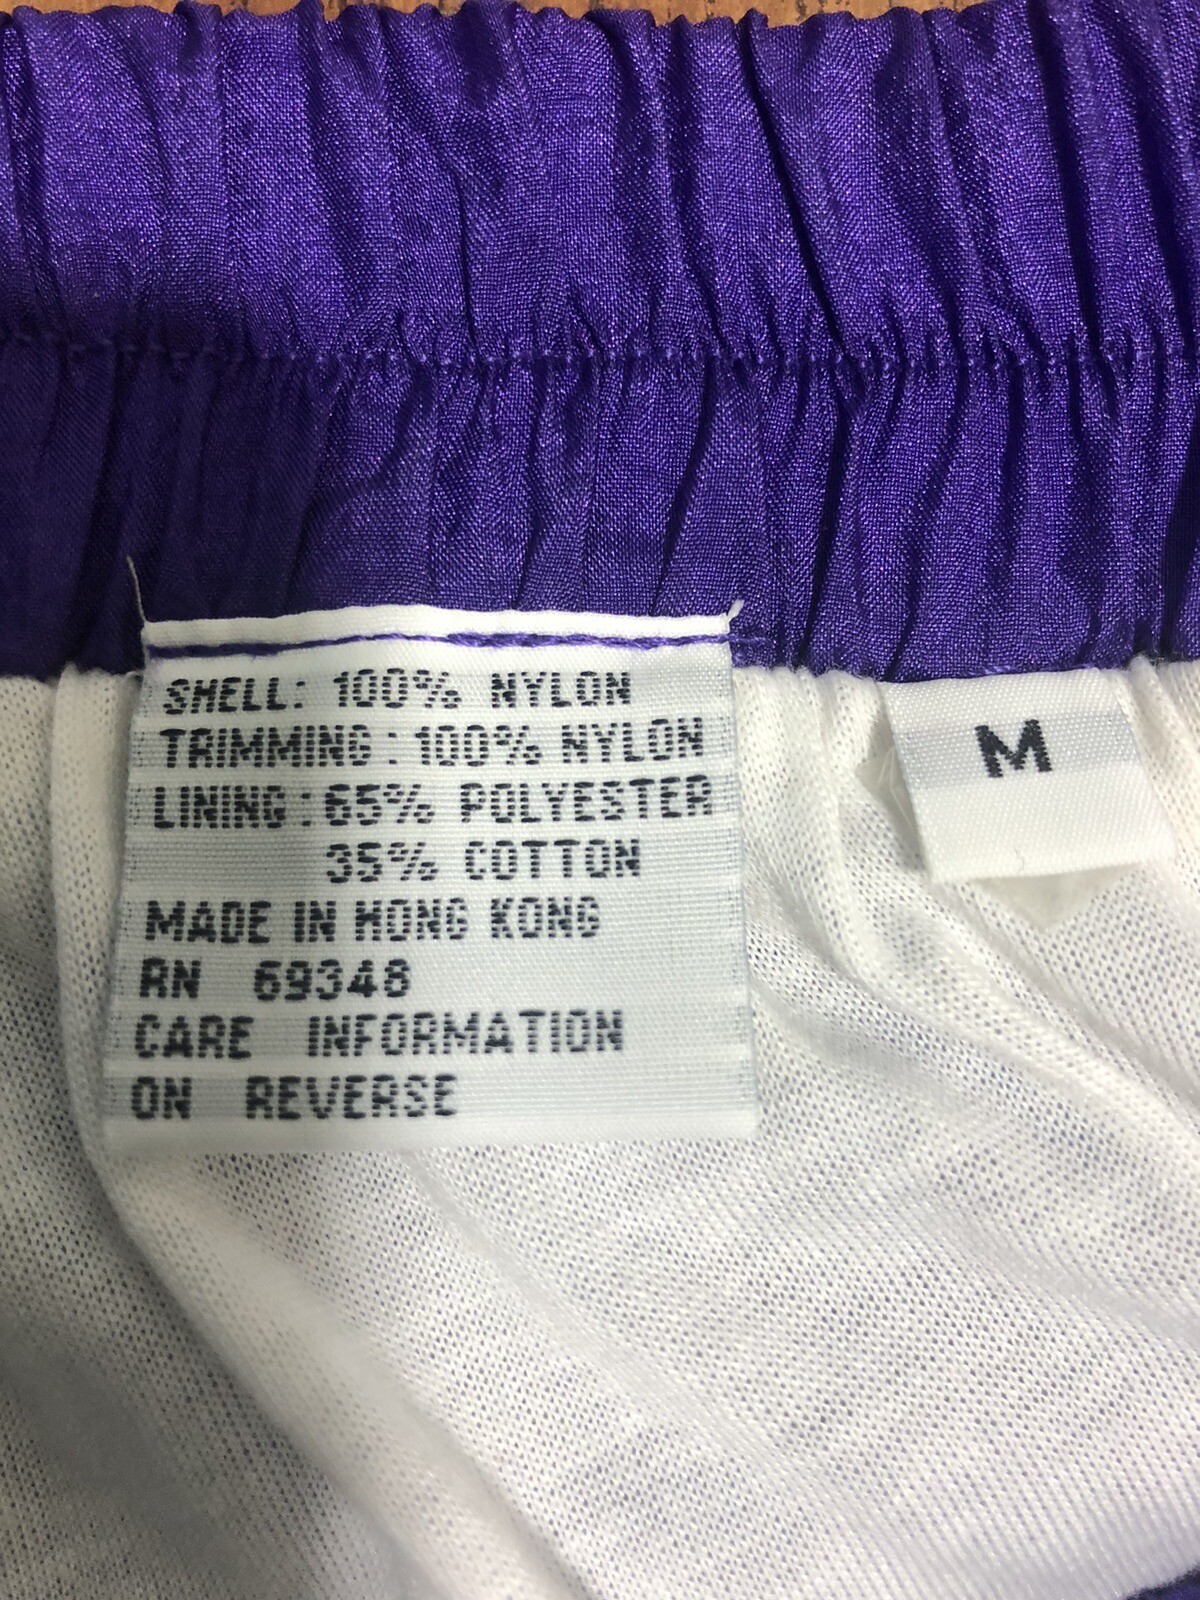 SHELL: 100% NYLON
TRIMMING: 100% NYLON
LINING: 65% POLYESTER
35% COTTON
MADE IN HONG KONG
RN 69348
CARE INFORMATION
ON REVERSE
M